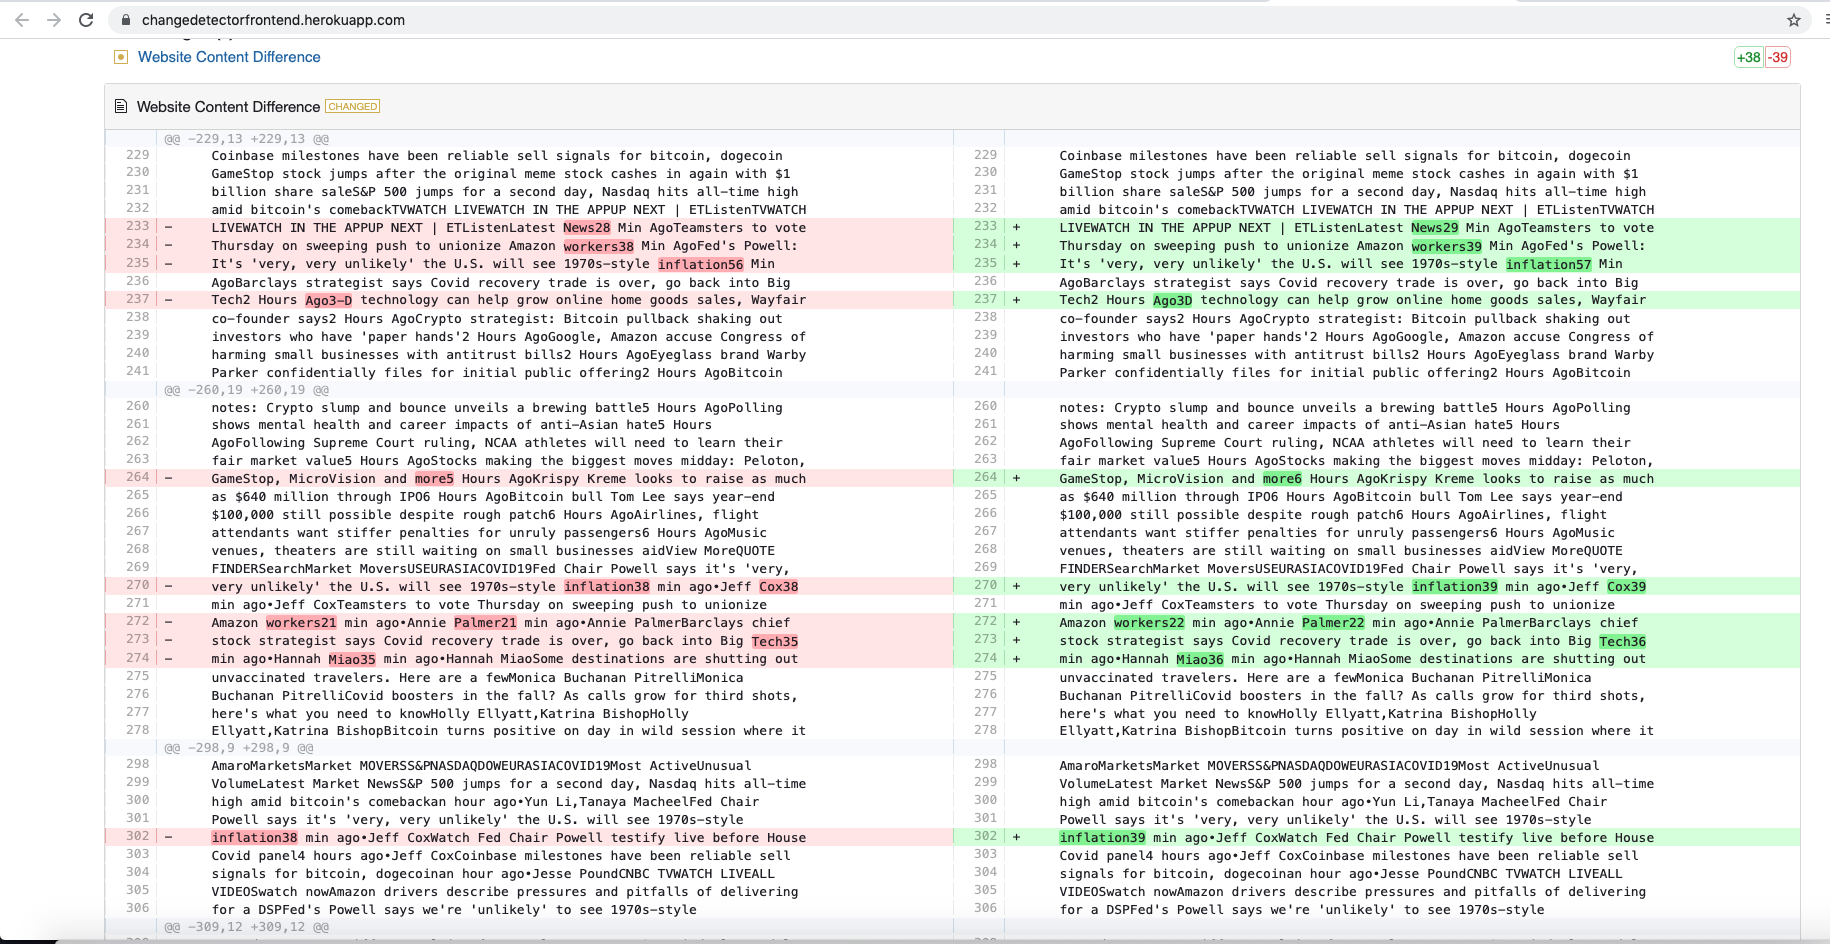 changedetectorfrontend.herokuapp.com
Website Content Difference
+38 -39
Website Content Difference CHANGED
@@ -229,13 +229,13 @@
229 Coinbase milestones have been reliable sell signals for bitcoin, dogecoin 229 Coinbase milestones have been reliable sell signals for bitcoin, dogecoin
230 GameStop stock jumps after the original meme stock cashes in again with $1 230 GameStop stock jumps after the original meme stock cashes in again with $1
231 billion share saleS&P 500 jumps for a second day, Nasdaq hits all-time high 231 billion share saleS&P 500 jumps for a second day, Nasdaq hits all-time high
232 amid bitcoin's comebackTVWATCH LIVEWATCH IN THE APPUP NEXT | ETListenTVWATCH 232 amid bitcoin's comebackTVWATCH LIVEWATCH IN THE APPUP NEXT | ETListenTVWATCH
233 - LIVEWATCH IN THE APPUP NEXT | ETListenLatest News28 Min AgoTeamsters to vote 233 + LIVEWATCH IN THE APPUP NEXT | ETListenLatest News29 Min AgoTeamsters to vote
234 - Thursday on sweeping push to unionize Amazon workers38 Min AgoFed's Powell: 234 + Thursday on sweeping push to unionize Amazon workers39 Min AgoFed's Powell:
235 - It's 'very, very unlikely' the U.S. will see 1970s-style inflation56 Min 235 + It's 'very, very unlikely' the U.S. will see 1970s-style inflation57 Min
236 AgoBarclays strategist says Covid recovery trade is over, go back into Big 236 AgoBarclays strategist says Covid recovery trade is over, go back into Big
237 - Tech2 Hours Ago3-D technology can help grow online home goods sales, Wayfair 237 + Tech2 Hours Ago3D technology can help grow online home goods sales, Wayfair
238 co-founder says2 Hours AgoCrypto strategist: Bitcoin pullback shaking out 238 co-founder says2 Hours AgoCrypto strategist: Bitcoin pullback shaking out
239 investors who have 'paper hands'2 Hours AgoGoogle, Amazon accuse Congress of 239 investors who have 'paper hands'2 Hours AgoGoogle, Amazon accuse Congress of
240 harming small businesses with antitrust bills2 Hours AgoEyeglass brand Warby 240 harming small businesses with antitrust bills2 Hours AgoEyeglass brand Warby
241 Parker confidentially files for initial public offering2 Hours AgoBitcoin 241 Parker confidentially files for initial public offering2 Hours AgoBitcoin
@@ -260,19 +260,19 @@
260 notes: Crypto slump and bounce unveils a brewing battle5 Hours AgoPolling 260 notes: Crypto slump and bounce unveils a brewing battle5 Hours AgoPolling
261 shows mental health and career impacts of anti-Asian hate5 Hours 261 shows mental health and career impacts of anti-Asian hate5 Hours
262 AgoFollowing Supreme Court ruling, NCAA athletes will need to learn their 262 AgoFollowing Supreme Court ruling, NCAA athletes will need to learn their
263 fair market value5 Hours AgoStocks making the biggest moves midday: Peloton, 263 fair market value5 Hours AgoStocks making the biggest moves midday: Peloton,
264 - GameStop, MicroVision and more5 Hours AgoKrispy Kreme looks to raise as much 264 + GameStop, MicroVision and more6 Hours AgoKrispy Kreme looks to raise as much
265 as $640 million through IPO6 Hours AgoBitcoin bull Tom Lee says year-end 265 as $640 million through IPO6 Hours AgoBitcoin bull Tom Lee says year-end
266 $100,000 still possible despite rough patch6 Hours AgoAirlines, flight 266 $100,000 still possible despite rough patch6 Hours AgoAirlines, flight
267 attendants want stiffer penalties for unruly passengers6 Hours AgoMusic 267 attendants want stiffer penalties for unruly passengers6 Hours AgoMusic
268 venues, theaters are still waiting on small businesses aidView MoreQUOTE 268 venues, theaters are still waiting on small businesses aidView MoreQUOTE
269 FINDERSearchMarket MoversUSEURASIACOVID19Fed Chair Powell says it's 'very, 269 FINDERSearchMarket MoversUSEURASIACOVID19Fed Chair Powell says it's 'very,
270 - very unlikely' the U.S. will see 1970s-style inflation38 min ago•Jeff Cox38 270 + very unlikely' the U.S. will see 1970s-style inflation39 min ago•Jeff Cox39
271 min ago•Jeff CoxTeamsters to vote Thursday on sweeping push to unionize 271 min ago•Jeff CoxTeamsters to vote Thursday on sweeping push to unionize
272 - Amazon workers21 min ago•Annie Palmer21 min ago•Annie PalmerBarclays chief 272 + Amazon workers22 min ago•Annie Palmer22 min ago•Annie PalmerBarclays chief
273 - stock strategist says Covid recovery trade is over, go back into Big Tech35 273 + stock strategist says Covid recovery trade is over, go back into Big Tech36
274 - min ago•Hannah Miao35 min ago•Hannah MiaoSome destinations are shutting out 274 + min ago•Hannah Miao36 min ago•Hannah MiaoSome destinations are shutting out
275 unvaccinated travelers. Here are a fewMonica Buchanan PitrelliMonica 275 unvaccinated travelers. Here are a fewMonica Buchanan PitrelliMonica
276 Buchanan PitrelliCovid boosters in the fall? As calls grow for third shots, 276 Buchanan PitrelliCovid boosters in the fall? As calls grow for third shots,
277 here's what you need to knowHolly Ellyatt,Katrina BishopHolly 277 here's what you need to knowHolly Ellyatt,Katrina BishopHolly
278 Ellyatt,Katrina BishopBitcoin turns positive on day in wild session where it 278 Ellyatt,Katrina BishopBitcoin turns positive on day in wild session where it
@@ -298,9 +298,9 @@
298 AmaroMarketsMarket MOVERSS&PNASDAQDOWEURASIACOVID19Most ActiveUnusual 298 AmaroMarketsMarket MOVERSS&PNASDAQDOWEURASIACOVID19Most ActiveUnusual
299 VolumeLatest Market NewsS&P 500 jumps for a second day, Nasdaq hits all-time 299 VolumeLatest Market NewsS&P 500 jumps for a second day, Nasdaq hits all-time
300 high amid bitcoin's comebackan hour ago•Yun Li,Tanaya MacheelFed Chair 300 high amid bitcoin's comebackan hour ago•Yun Li,Tanaya MacheelFed Chair
301 Powell says it's 'very, very unlikely' the U.S. will see 1970s-style 301 Powell says it's 'very, very unlikely' the U.S. will see 1970s-style
302 - inflation38 min ago•Jeff CoxWatch Fed Chair Powell testify live before House 302 + inflation39 min ago•Jeff CoxWatch Fed Chair Powell testify live before House
303 Covid panel4 hours ago•Jeff CoxCoinbase milestones have been reliable sell 303 Covid panel4 hours ago•Jeff CoxCoinbase milestones have been reliable sell
304 signals for bitcoin, dogecoinan hour ago•Jesse PoundCNBC TVWATCH LIVEALL 304 signals for bitcoin, dogecoinan hour ago•Jesse PoundCNBC TVWATCH LIVEALL
305 VIDEOSwatch nowAmazon drivers describe pressures and pitfalls of delivering 305 VIDEOSwatch nowAmazon drivers describe pressures and pitfalls of delivering
306 for a DSPFed's Powell says we're 'unlikely' to see 1970s-style 306 for a DSPFed's Powell says we're 'unlikely' to see 1970s-style
@@ -309,12 +309,12 @@